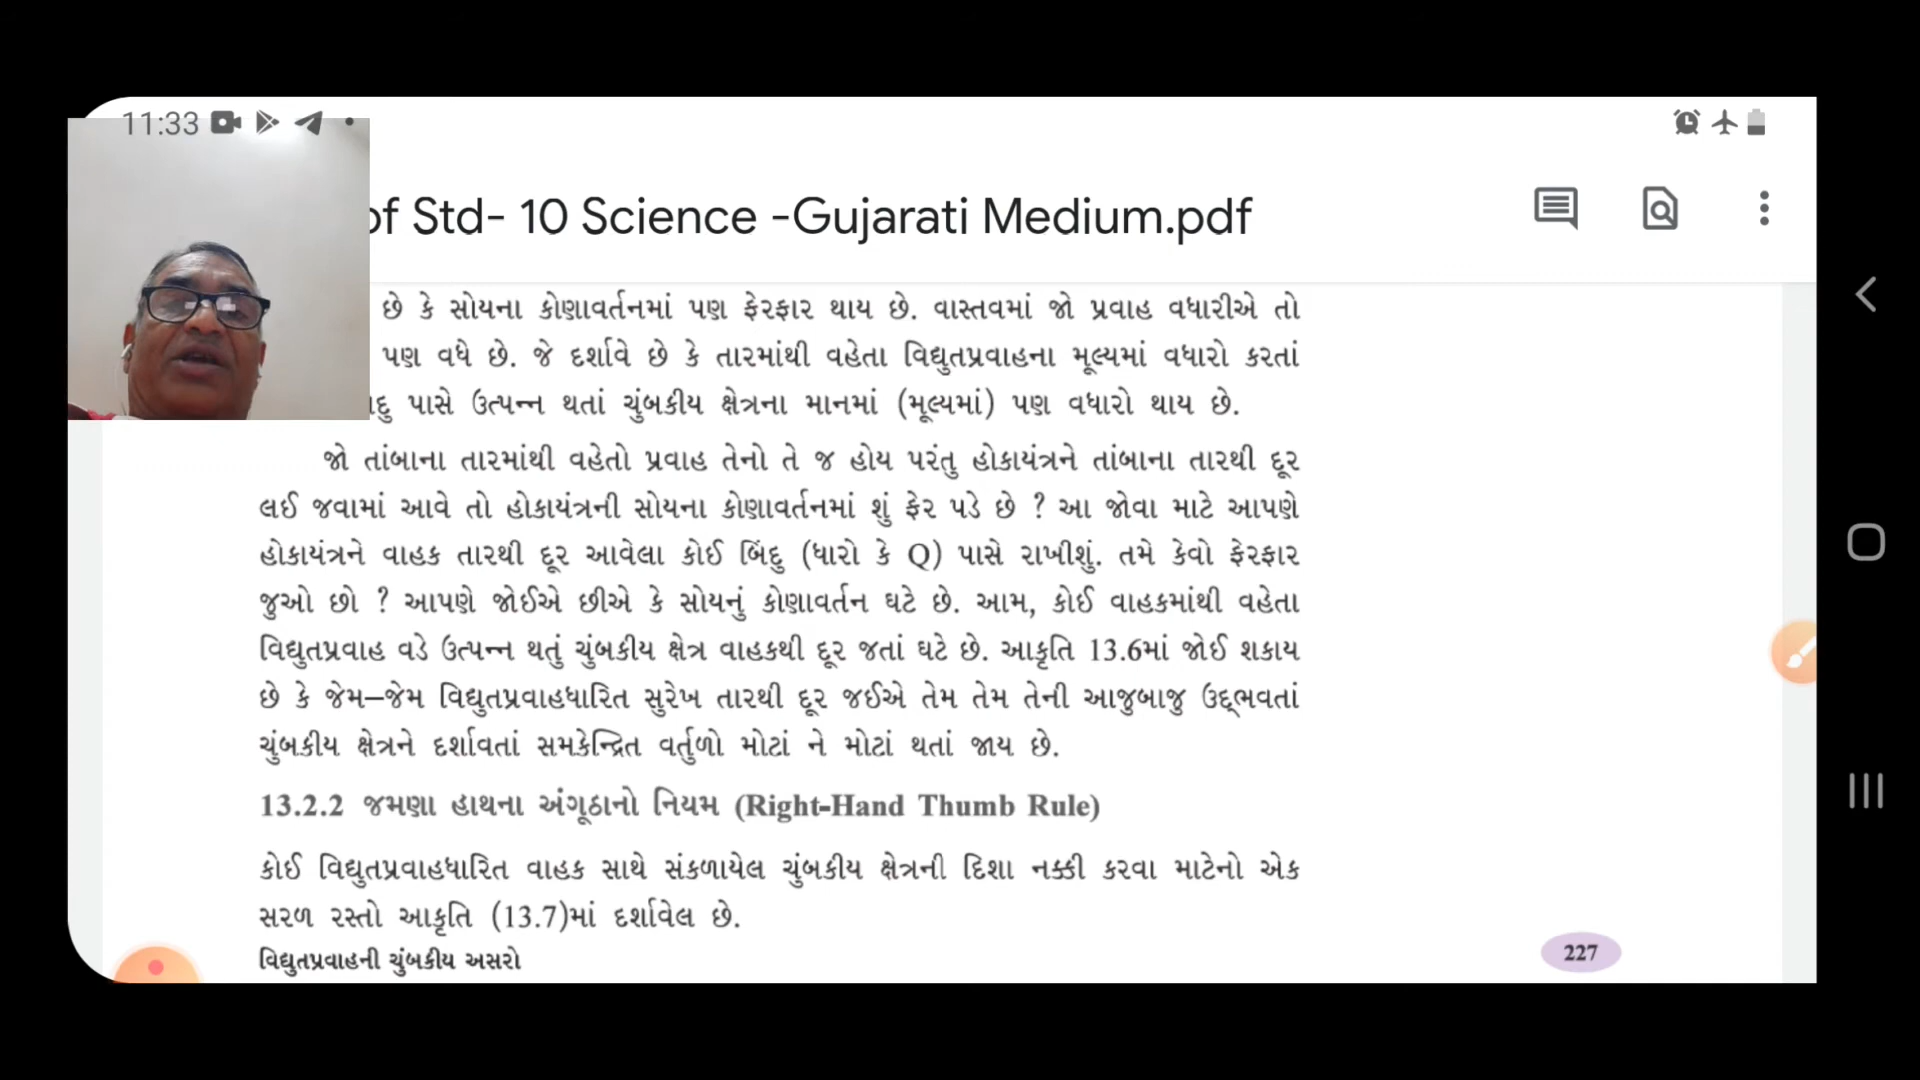 11:33
of Std- 10 Science -Gujarati Medium.pdf
છે કે સોયના કોણાવર્તનમાં પણ ફેરફાર થાય છે. વાસ્તવમાં જો પ્રવાહ વધારીએ તો
પણ વધે છે. જે દર્શાવે છે કે તારમાંથી વહેતા વિદ્યુતપ્રવાહના મૂલ્યમાં વધારો કરતાં
પાસે ઉત્પન્ન થતાં ચુંબકીય ક્ષેત્રના માનમાં (મૂલ્યમાં) પણ વધારો થાય છે.
જો તાંબાના તારમાંથી વહેતો પ્રવાહ તેનો તે જ હોય પરંતુ હોકાયંત્રને તાંબાના તારથી દૂર
લઈ જવામાં આવે તો હોકાયંત્રની સોયના કોણાવર્તનમાં શું ફેર પડે છે ? આ જોવા માટે આપણે
હોકાયંત્રને વાહક તારથી દૂર આવેલા કોઈ બિંદુ (ધારો કે Q) પાસે રાખીશું. તમે કેવો ફેરફાર
જુઓ છો ? આપણે જોઈએ છીએ કે સોયનું કોણાવર્તન ઘટે છે. આમ, કોઈ વાહકમાંથી વહેતા
વિદ્યુતપ્રવાહ વડે ઉત્પન્ન થતું ચુંબકીય ક્ષેત્ર વાહકથી દૂર જતાં ઘટે છે. આકૃતિ 13.6માં જોઈ શકાય
છે કે જેમ–જેમ વિદ્યુતપ્રવાહધારિત સુરેખ તારથી દૂર જઈએ તેમ તેમ તેની આજુબાજુ ઉદ્ભવતાં
ચુંબકીય ક્ષેત્રને દર્શાવતાં સમકેન્દ્રિત વર્તુળો મોટાં ને મોટાં થતાં જાય છે.
13.2.2 જમણા હાથના અંગૂઠાનો નિયમ (Right-Hand Thumb Rule)
કોઈ વિદ્યુતપ્રવાહધારિત વાહક સાથે સંકળાયેલ ચુંબકીય ક્ષેત્રની દિશા નક્કી કરવા માટેનો એક
સરળ રસ્તો આકૃતિ (13.7)માં દર્શાવેલ છે.
વિદ્યુતપ્રવાહની ચુંબકીય અસરો
227